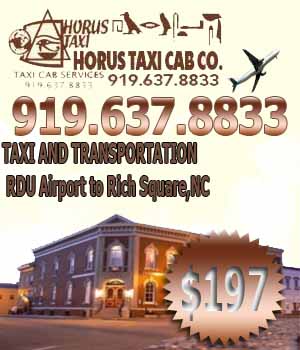 HORUS
TAXI
HORUS TAXI CAB CO.
TAXI CAB SERVICES
919.637.8833
919.637.8833
919.637.8833
TAXI AND TRANSPORTATION
RDU Airport to Rich Square,NC
$197